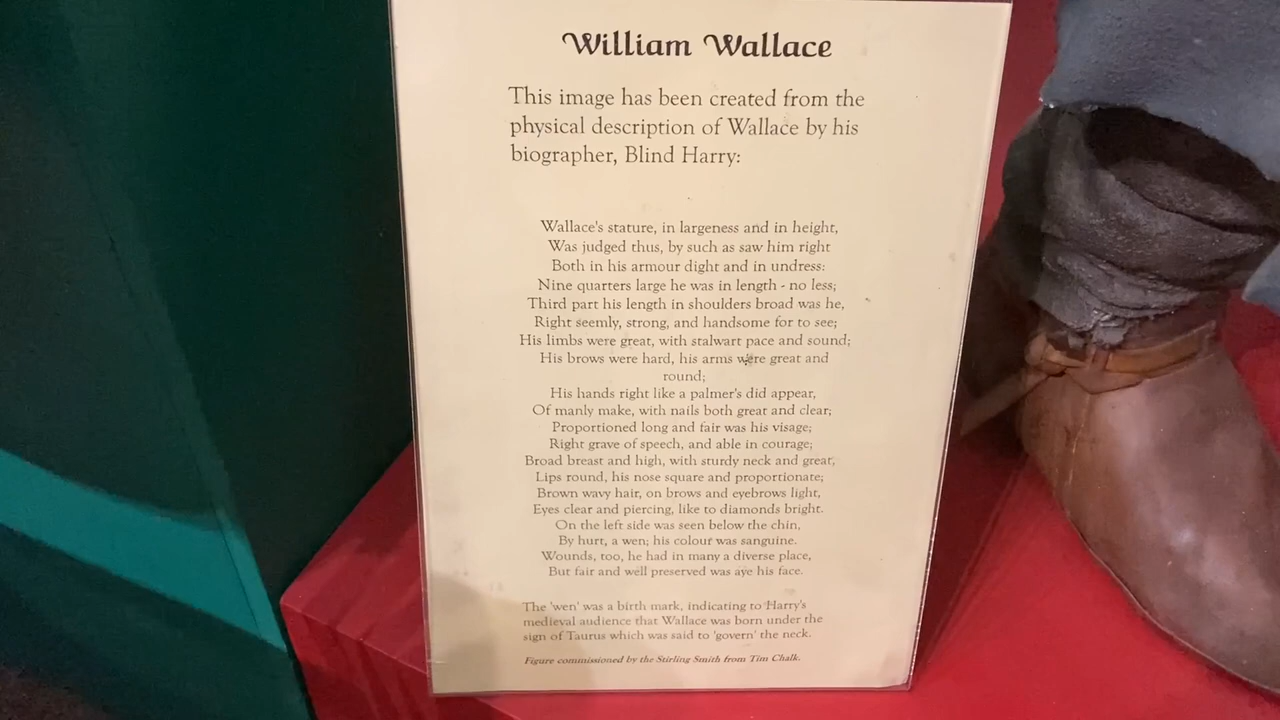 William Wallace
This image has been created from the
physical description of Wallace by his
biographer, Blind Harry:
Wallace's stature, in largeness and in height,
Was judged thus, by such as saw him right
Both in his armour dight and in undress:
Nine quarters large he was in length - no less;
Third part his length in shoulders broad was he,
Right seemly, strong, and handsome for to see;
His limbs were great, with stalwart pace and sound;
His brows were hard, his arms were great and
round;
His hands right like a palmer's did appear,
Of manly make, with nails both great and clear;
Proportioned long and fair was his visage;
Right grave of speech, and able in courage;
Broad breast and high, with sturdy neck and great,
Lips round, his nose square and proportionate;
Brown wavy hair, on brows and eyebrows light,
Eyes clear and piercing, like to diamonds bright.
On the left side was seen below the chin,
By hurt, a wen; his colour was sanguine.
Wounds, too, he had in many a diverse place,
But fair and well preserved was aye his face.
The 'wen' was a birth mark, indicating to Harry's
medieval audience that Wallace was born under the
sign of Taurus which was said to 'govern' the neck.
Figure commissioned by the Stirling Smith from Tim Chalk.